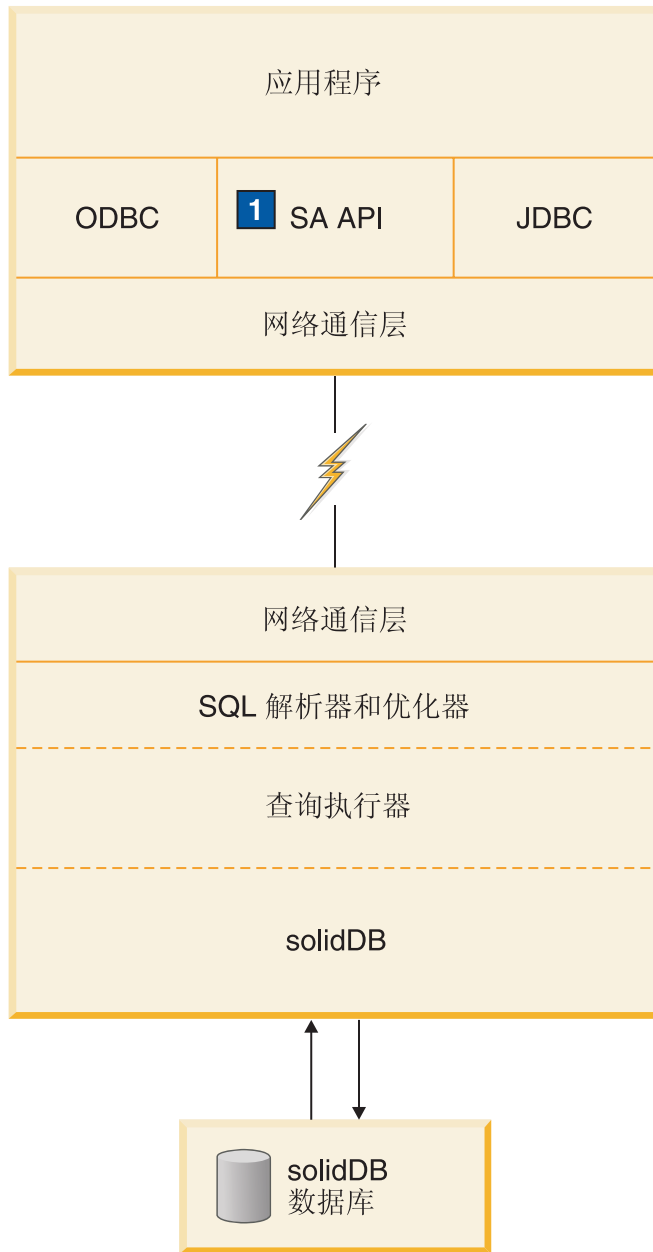 应用程序
ODBC
1 SA API
JDBC
网络通信层
网络通信层
SQL 解析器和优化器
查询执行器
solidDB
solidDB
数据库